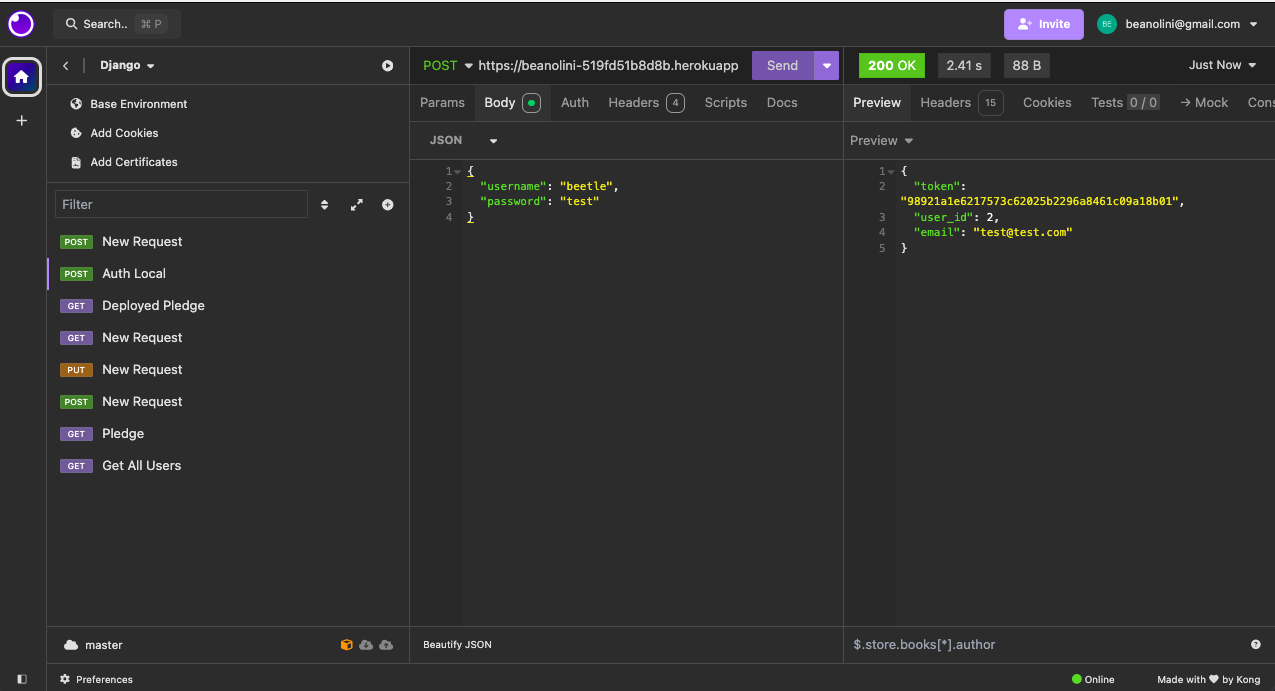 Search.. ⌘ P
Invite
BE beanolini@gmail.com
Django
Base Environment
Add Cookies
Add Certificates
Filter
POST New Request
POST Auth Local
GET Deployed Pledge
GET New Request
PUT New Request
POST New Request
GET Pledge
GET Get All Users
master
POST https://beanolini-519fd51b8d8b.herokuapp Send
Params Body Auth Headers 4 Scripts Docs
JSON
1 {
2 "username": "beetle",
3 "password": "test"
4 }
Beautify JSON
200 OK 2.41 s 88 B Just Now
Preview Headers 15 Cookies Tests 0 / 0 → Mock Cons
Preview
1 {
2 "token":
"98921a1e6217573c62025b2296a8461c09a18b01",
3 "user_id": 2,
4 "email": "test@test.com"
5 }
$.store.books[*].author
Preferences
Online
Made with ♥ by Kong